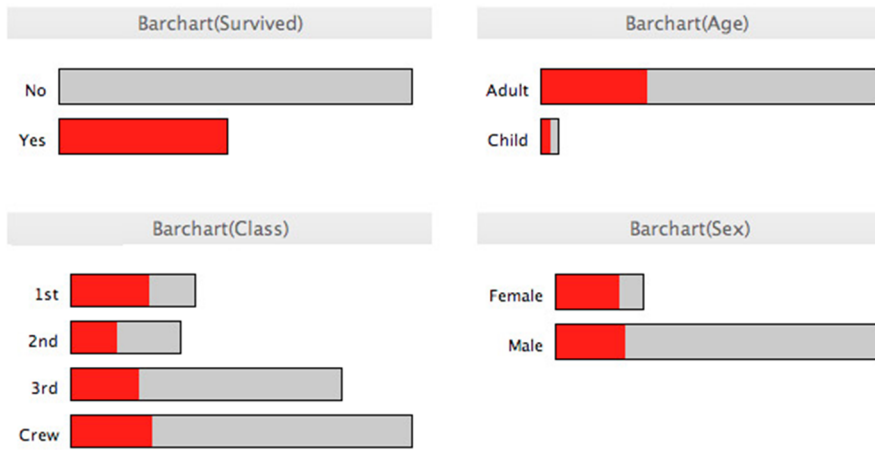 Barchart(Survived)
No
Yes
Barchart(Age)
Adult
Child
Barchart(Class)
1st
2nd
3rd
Crew
Barchart(Sex)
Female
Male